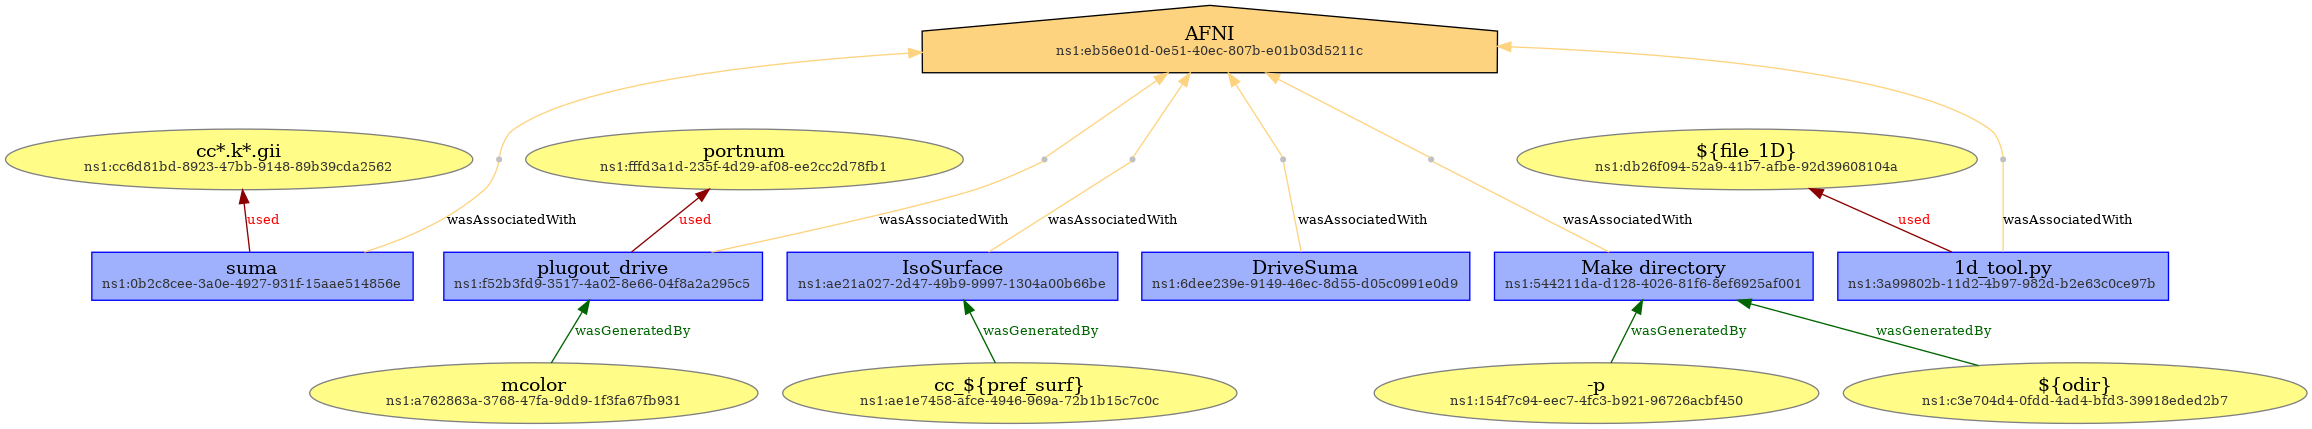 AFNI
ns1:eb56e01d-0e51-40ec-807b-e01b03d5211c
cc*.k*.gii
ns1:cc6d81bd-8923-47bb-9148-89b39cda2562
portnum
ns1:fffd3a1d-235f-4d29-af08-ee2cc2d78fb1
${file_1D}
ns1:db26f094-52a9-41b7-afbe-92d39608104a
used
wasAssociatedWith
used
wasAssociatedWith
wasAssociatedWith
wasAssociatedWith
wasAssociatedWith
used
wasAssociatedWith
suma
ns1:0b2c8cee-3a0e-4927-931f-15aae514856e
plugout_drive
ns1:f52b3fd9-3517-4a02-8e66-04f8a2a295c5
IsoSurface
ns1:ae21a027-2d47-49b9-9997-1304a00b66be
DriveSuma
ns1:6dee239e-9149-46ec-8d55-d05c0991e0d9
Make directory
ns1:544211da-d128-4026-81f6-8ef6925af001
1d_tool.py
ns1:3a99802b-11d2-4b97-982d-b2e63c0ce97b
wasGeneratedBy
wasGeneratedBy
wasGeneratedBy
wasGeneratedBy
mcolor
ns1:a762863a-3768-47fa-9dd9-1f3fa67fb931
cc_${pref_surf}
ns1:ae1e7458-afce-4946-969a-72b1b15c7c0c
-p
ns1:154f7c94-eec7-4fc3-b921-96726acbf450
${odir}
ns1:c3e704d4-0fdd-4ad4-bfd3-39918eded2b7